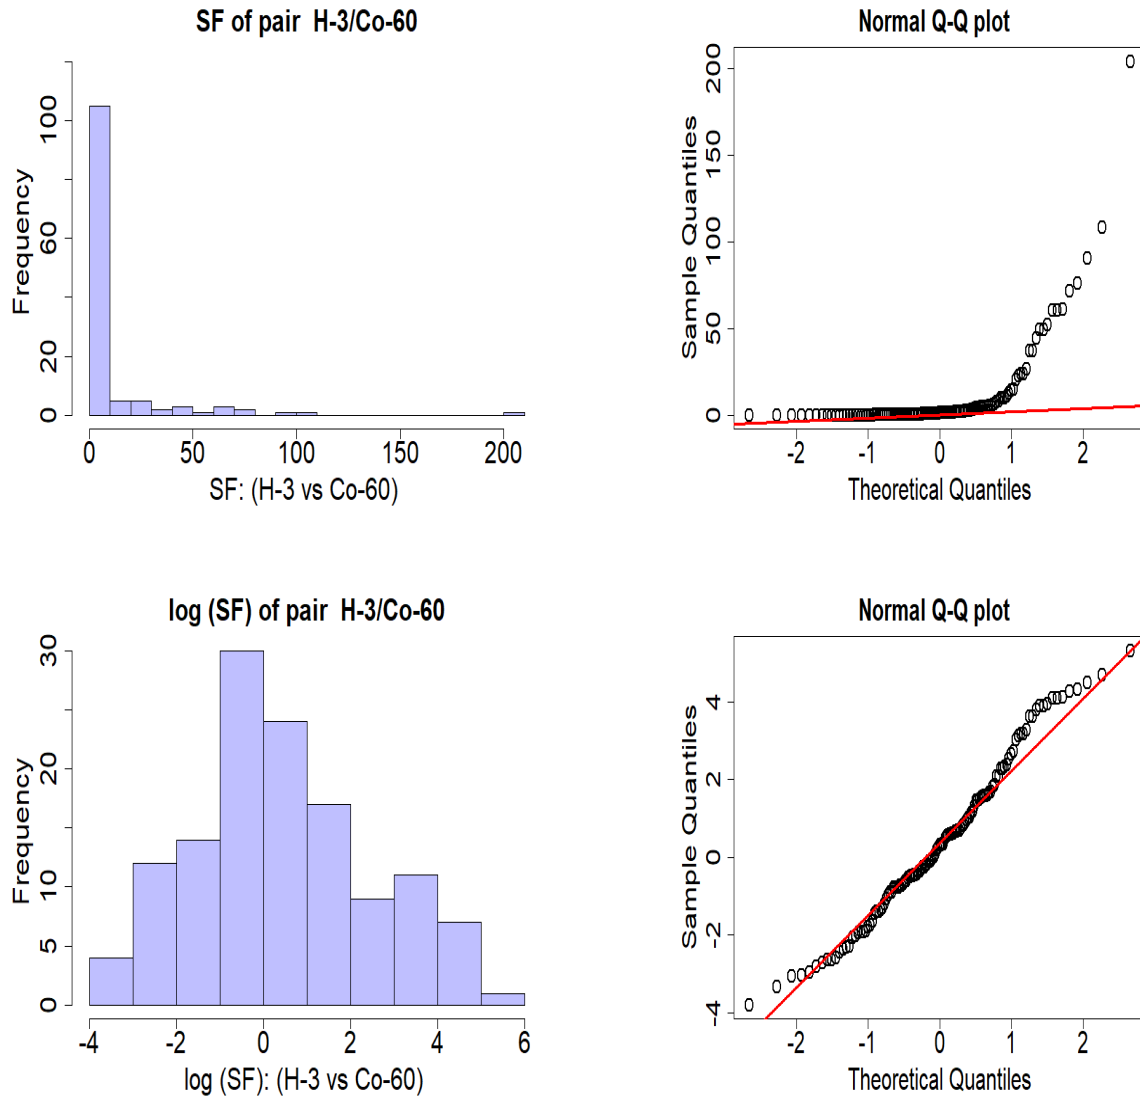 SF of pair H-3/Co-60
Frequency
100
60
20
0
0 50 100 150 200
SF: (H-3 vs Co-60)
Normal Q-Q plot
Sample Quantiles
200
150
100
50
0
-2 -1 0 1 2
Theoretical Quantiles
log (SF) of pair H-3/Co-60
Frequency
30
20
10
5
0
-4 -2 0 2 4 6
log (SF): (H-3 vs Co-60)
Normal Q-Q plot
Sample Quantiles
4
2
0
-2
-4
-2 -1 0 1 2
Theoretical Quantiles